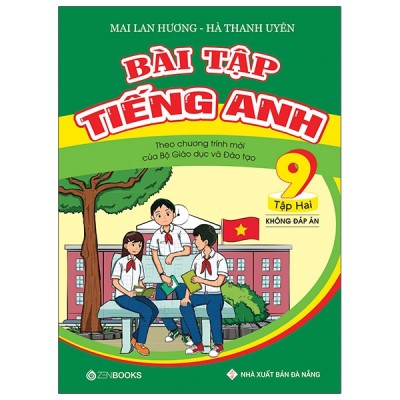 MAI LAN HƯƠNG - HÀ THANH UYÊN
BÀI TẬP
TIẾNG ANH
Theo chương trình mới
của Bộ Giáo dục và Đào tạo
9
Tập Hai
KHÔNG ĐÁP ÁN
ZENBOOKS
NHÀ XUẤT BẢN ĐÀ NẴNG